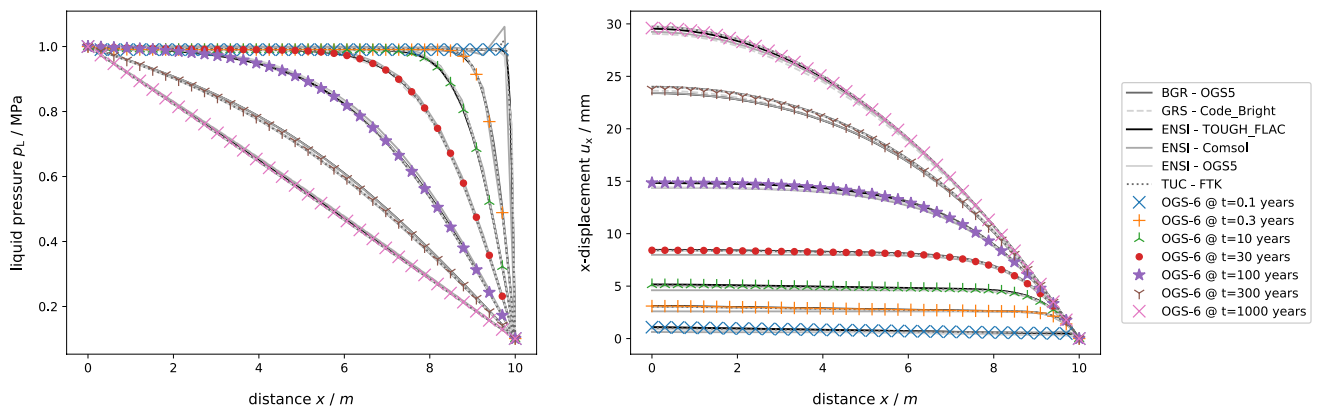 1.0
0.8
0.6
0.4
0.2
liquid pressure pL / MPa
0
2
4
6
8
10
distance x / m
30
25
20
15
10
5
0
x-displacement ux / mm
0
2
4
6
8
10
distance x / m
BGR - OGS5
GRS - Code_Bright
ENSI - TOUGH_FLAC
ENSI - Comsol
ENSI - OGS5
TUC - FTK
OGS-6 @ t=0.1 years
OGS-6 @ t=0.3 years
OGS-6 @ t=10 years
OGS-6 @ t=30 years
OGS-6 @ t=100 years
OGS-6 @ t=300 years
OGS-6 @ t=1000 years